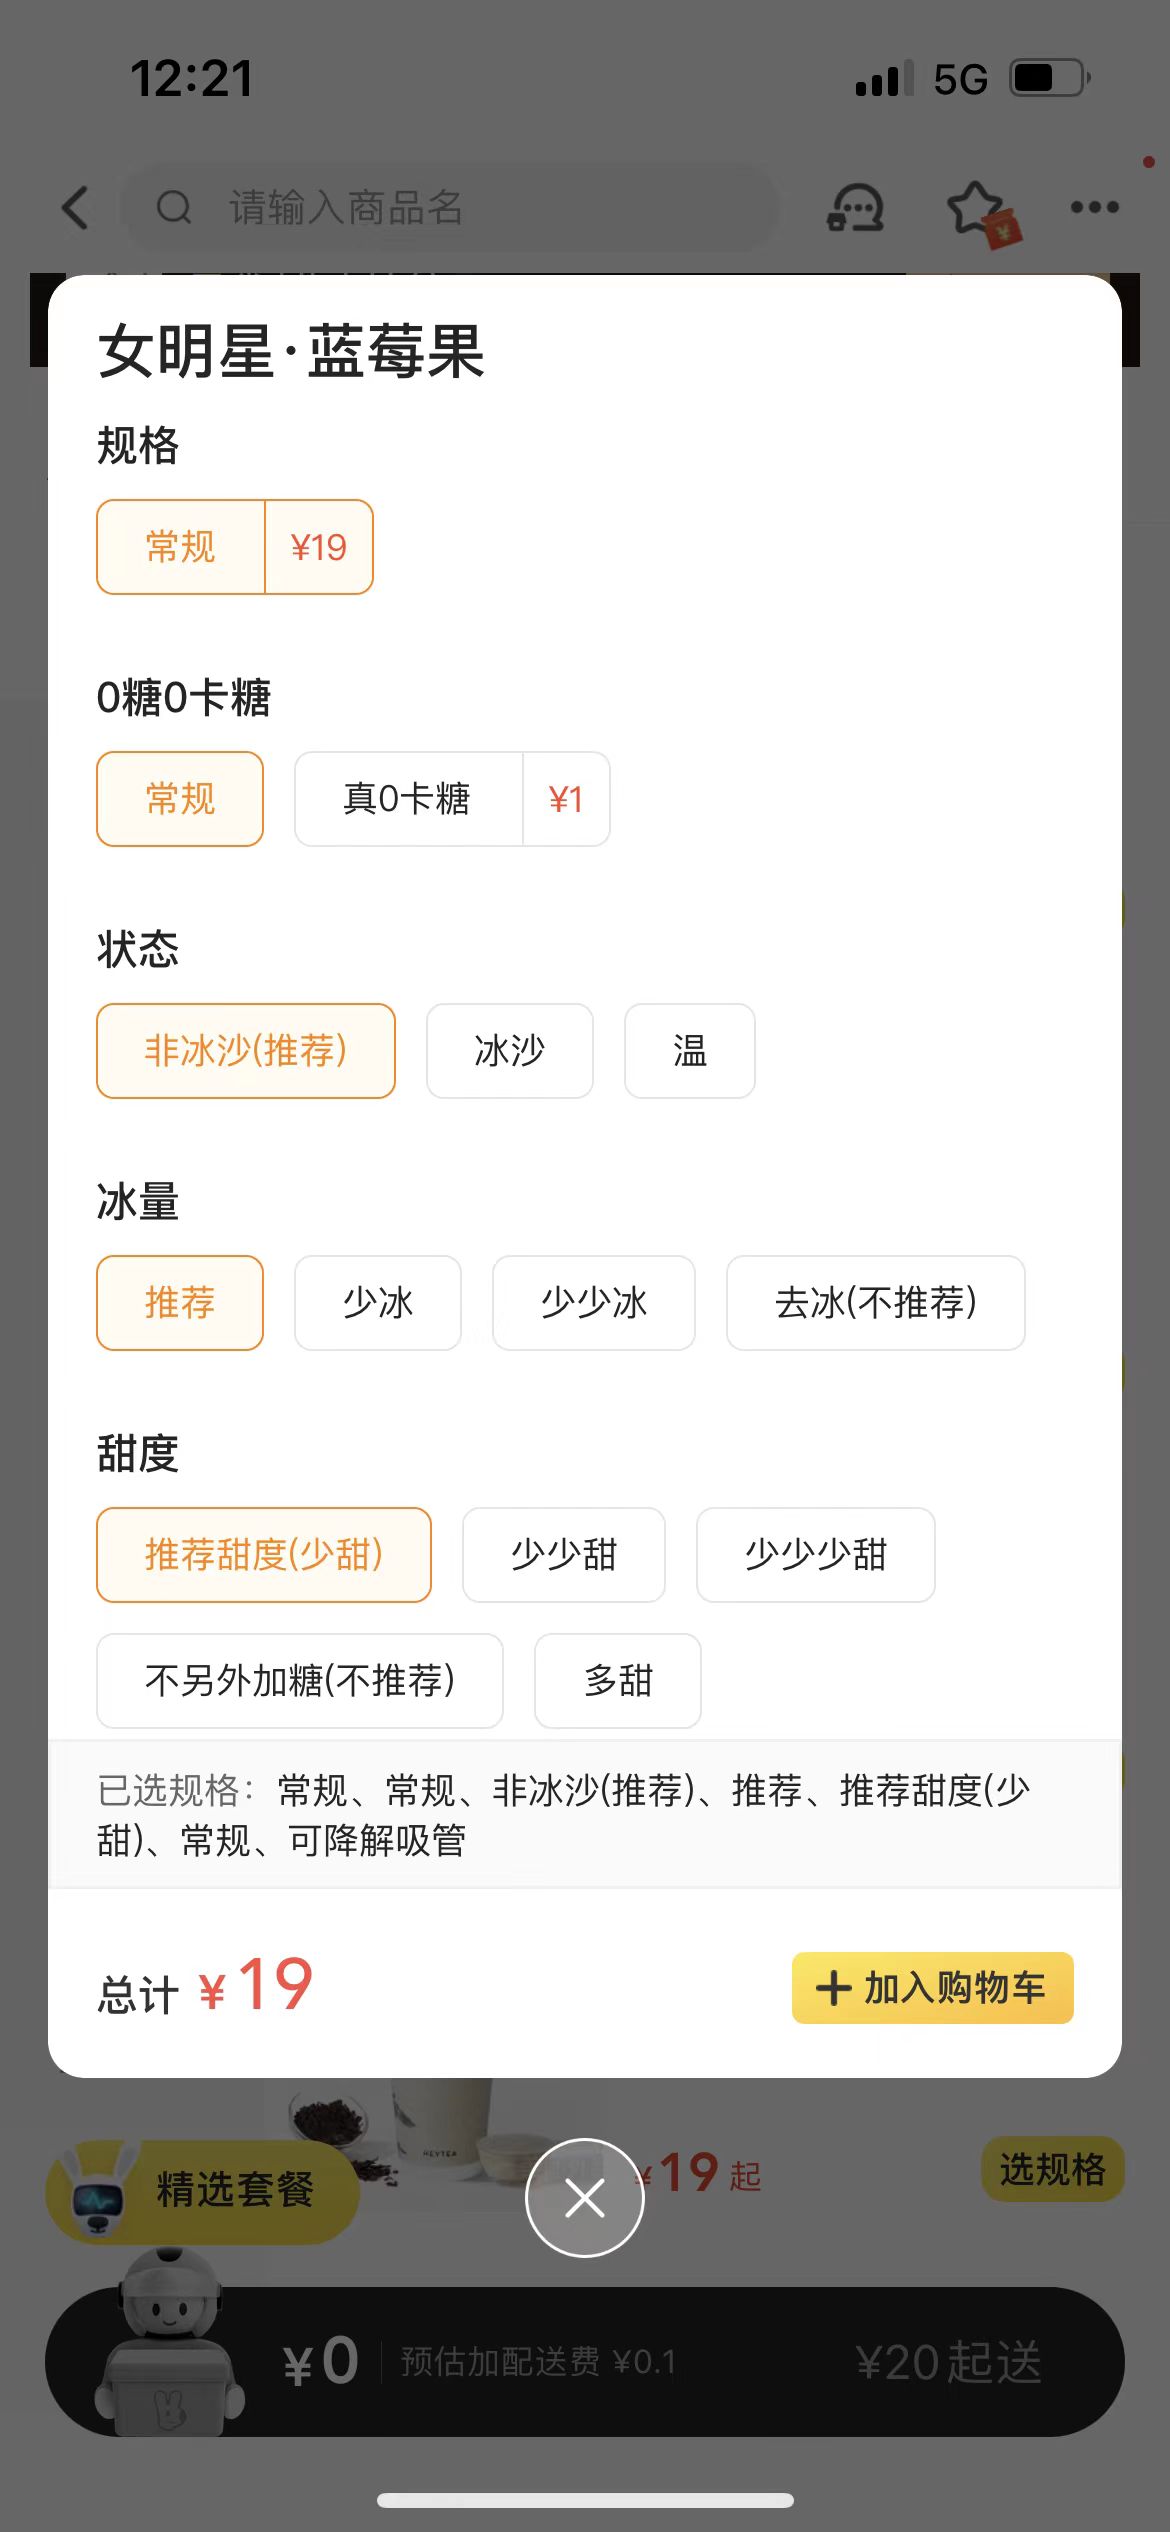 12:21
5G
请输入商品名
女明星·蓝莓果
规格
常规 ¥19
0糖0卡糖
常规 真0卡糖 ¥1
状态
非冰沙(推荐) 冰沙 温
冰量
推荐 少冰 少少冰 去冰(不推荐)
甜度
推荐甜度(少甜) 少少甜 少少少甜
不另外加糖(不推荐) 多甜
已选规格：常规、常规、非冰沙(推荐)、推荐、推荐甜度(少
甜)、常规、可降解吸管
总计 ¥19
加入购物车
HEYTEA
精选套餐
¥19起
选规格
¥0 预估加配送费 ¥0.1
¥20起送